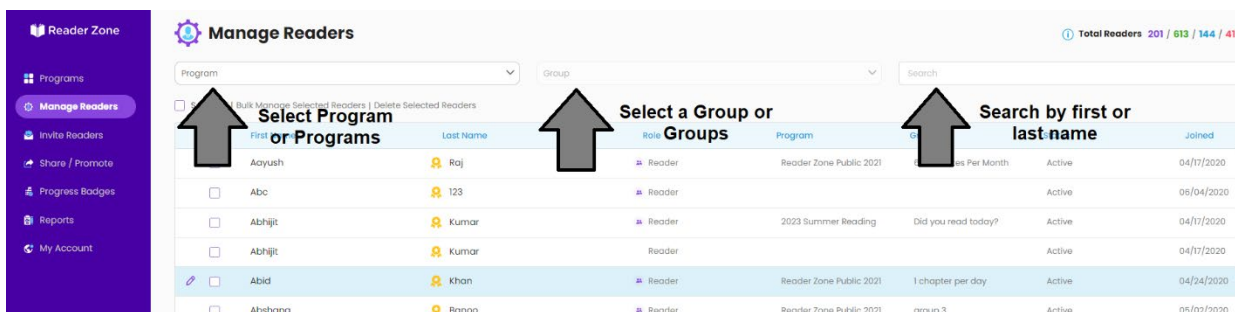 Reader Zone
Manage Readers
Total Readers 201 / 613 / 144 / 41
Programs
Manage Readers
Invite Readers
Share / Promote
Progress Badges
Reports
My Account
Program
Group
Search
| Bulk Manage Selected Readers | Delete Selected Readers
Select Program
or Programs
Select a Group or
Groups
Search by first or
last name
First Last Name Role Program Joined
Aayush Raj Reader Reader Zone Public 2021 Per Month Active 04/17/2020
Abc 123 Reader Active 06/04/2020
Abhijit Kumar Reader 2023 Summer Reading Did you read today? Active 04/17/2020
Abhijit Kumar Reader Active 04/17/2020
Abid Khan Reader Reader Zone Public 2021 1 chapter per day Active 04/24/2020
Abshana Banoo Reader Reader Zone Public 2021 group 3 Active 05/02/2020